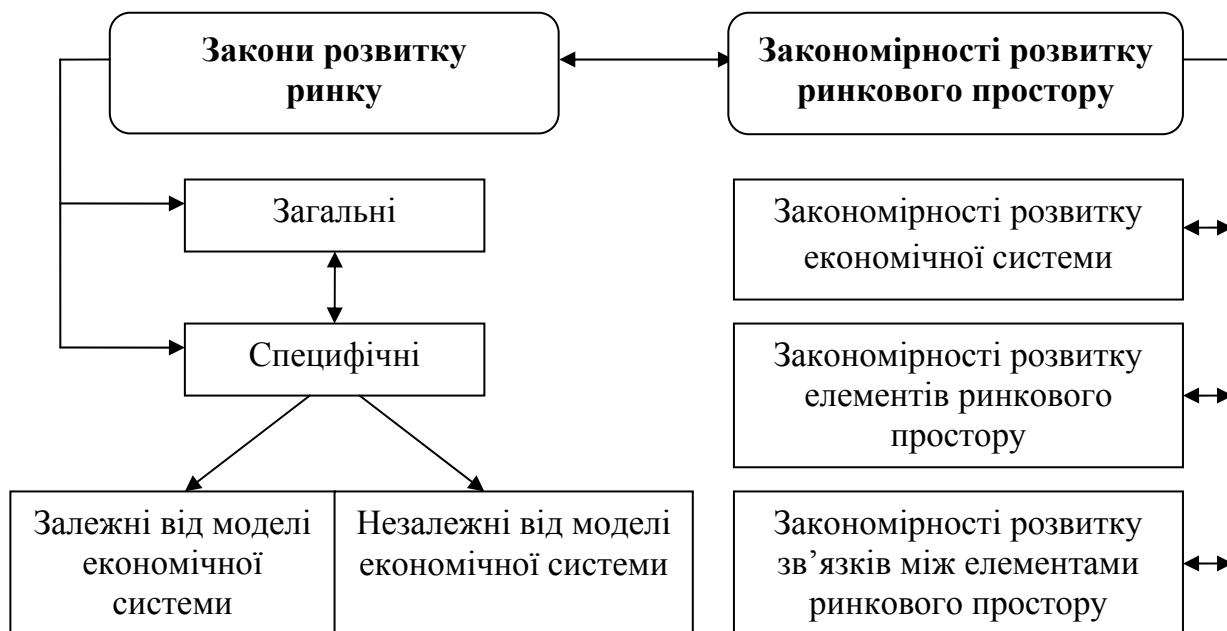 Закони розвитку
ринку
Закономірності розвитку
ринкового простору
Загальні
Специфічні
Залежні від моделі
економічної
системи
Незалежні від моделі
економічної системи
Закономірності розвитку
економічної системи
Закономірності розвитку
елементів ринкового
простору
Закономірності розвитку
зв’язків між елементами
ринкового простору